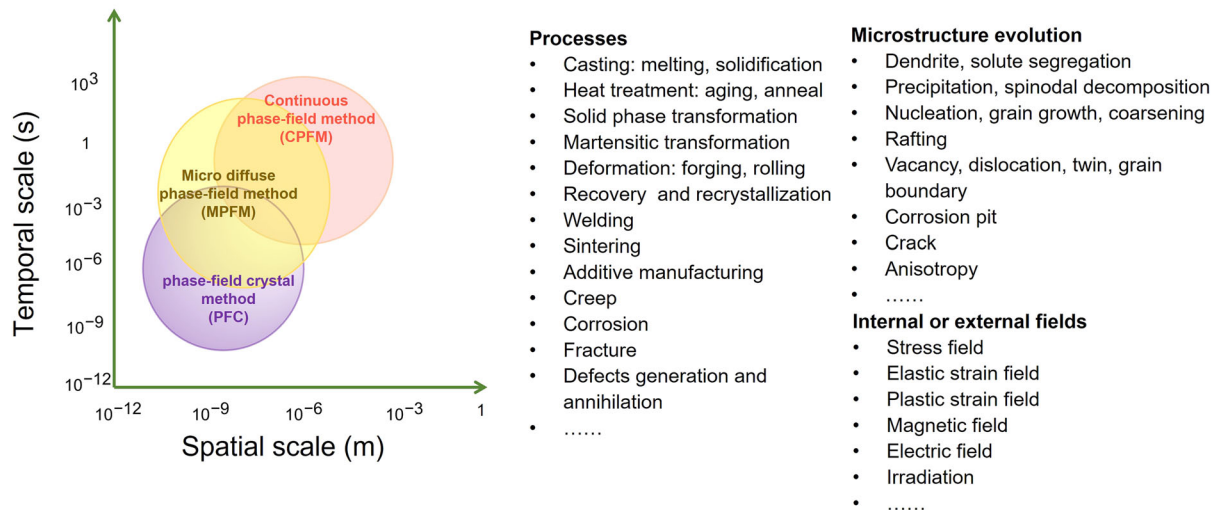 Temporal scale (s)
10³
1
10⁻³
10⁻⁶
10⁻⁹
10⁻¹²
Continuous
phase-field method
(CPFM)
Micro diffuse
phase-field method
(MPFM)
phase-field crystal
method
(PFC)
10⁻¹² 10⁻⁹ 10⁻⁶ 10⁻³ 1
Spatial scale (m)
Processes
• Casting: melting, solidification
• Heat treatment: aging, anneal
• Solid phase transformation
• Martensitic transformation
• Deformation: forging, rolling
• Recovery and recrystallization
• Welding
• Sintering
• Additive manufacturing
• Creep
• Corrosion
• Fracture
• Defects generation and
annihilation
• ……
Microstructure evolution
• Dendrite, solute segregation
• Precipitation, spinodal decomposition
• Nucleation, grain growth, coarsening
• Rafting
• Vacancy, dislocation, twin, grain
boundary
• Corrosion pit
• Crack
• Anisotropy
• ……
Internal or external fields
• Stress field
• Elastic strain field
• Plastic strain field
• Magnetic field
• Electric field
• Irradiation
• ……